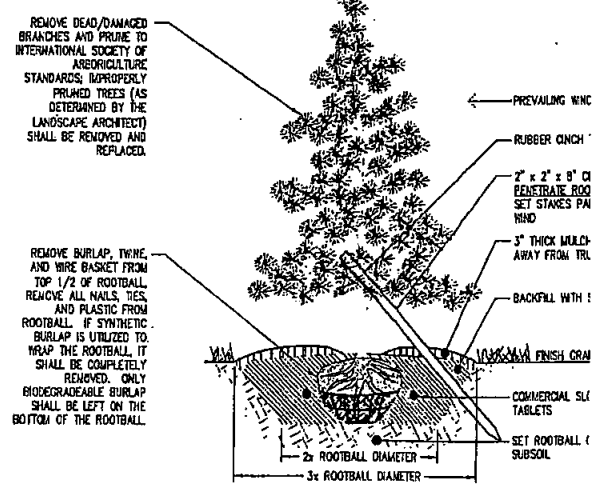 REMOVE DEAD/DAMAGED
BRANCHES AND PRUNE TO
INTERNATIONAL SOCIETY OF
ARBORICULTURE
STANDARDS; IMPROPERLY
PRUNED TREES (AS
DETERMINED BY THE
LANDSCAPE ARCHITECT)
SHALL BE REMOVED AND
REPLACED.
REMOVE BURLAP, TWINE,
AND WIRE BASKET FROM
TOP 1/2 OF ROOTBALL,
REMOVE ALL NAILS, TIES,
AND PLASTIC FROM
ROOTBALL. IF SYNTHETIC
BURLAP IS UTILIZED TO
WRAP THE ROOTBALL, IT
SHALL BE COMPLETELY
REMOVED. ONLY
BIODEGRADEABLE BURLAP
SHALL BE LEFT ON THE
BOTTOM OF THE ROOTBALL.
PREVAILING
RUBBER CINCH
2" x 2" x 8'
PENETRATE
SET STAKES
WIND
3" THICK
AWAY FROM
BACKFILL WITH
FINISH
COMMERCIAL
TABLETS
SET ROOTBALL
SUBSOIL
2x ROOTBALL DIAMETER
3x ROOTBALL DIAMETER